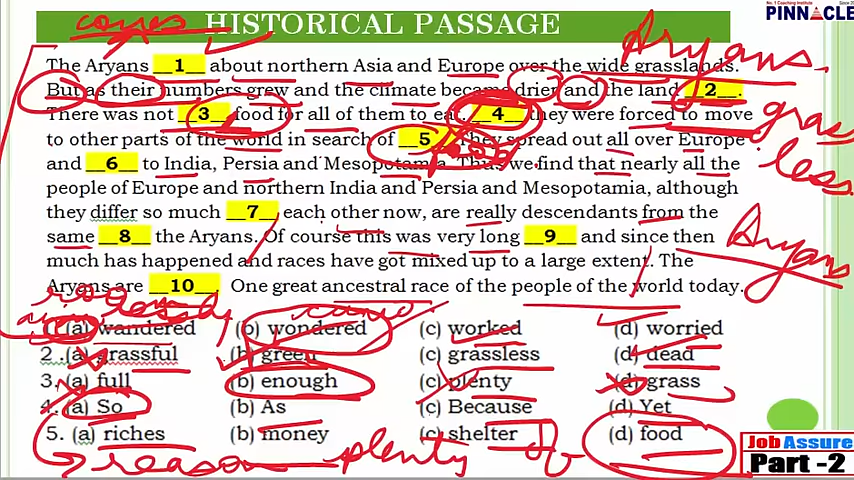 HISTORICAL PASSAGE
No. 1 Coaching Institute
PINNACLE
comes
Aryans.
The Aryans __1__ about northern Asia and Europe over the wide grasslands.
But as their numbers grew and the climate became drier and the land __2__.
There was not __3__ food for all of them to eat. __4__ they were forced to move
to other parts of the world in search of __5__ They spread out all over Europe
and __6__ to India, Persia and Mesopotamia. Thus we find that nearly all the
people of Europe and northern India and Persia and Mesopotamia, although
they differ so much __7__ each other now, are really descendants from the
same __8__ the Aryans. Of course this was very long __9__ and since then
much has happened and races have got mixed up to a large extent. The
Aryans are __10__. One great ancestral race of the people of the world today.
grass
less
Aryans
1. (a) wandered (b) wondered (c) worked (d) worried
2. (a) grassful (b) green (c) grassless (d) dead
3. (a) full (b) enough (c) plenty (d) grass
4. (a) So (b) As (c) Because (d) Yet
5. (a) riches (b) money (c) shelter (d) food
reason plenty of
Job Assure
Part -2